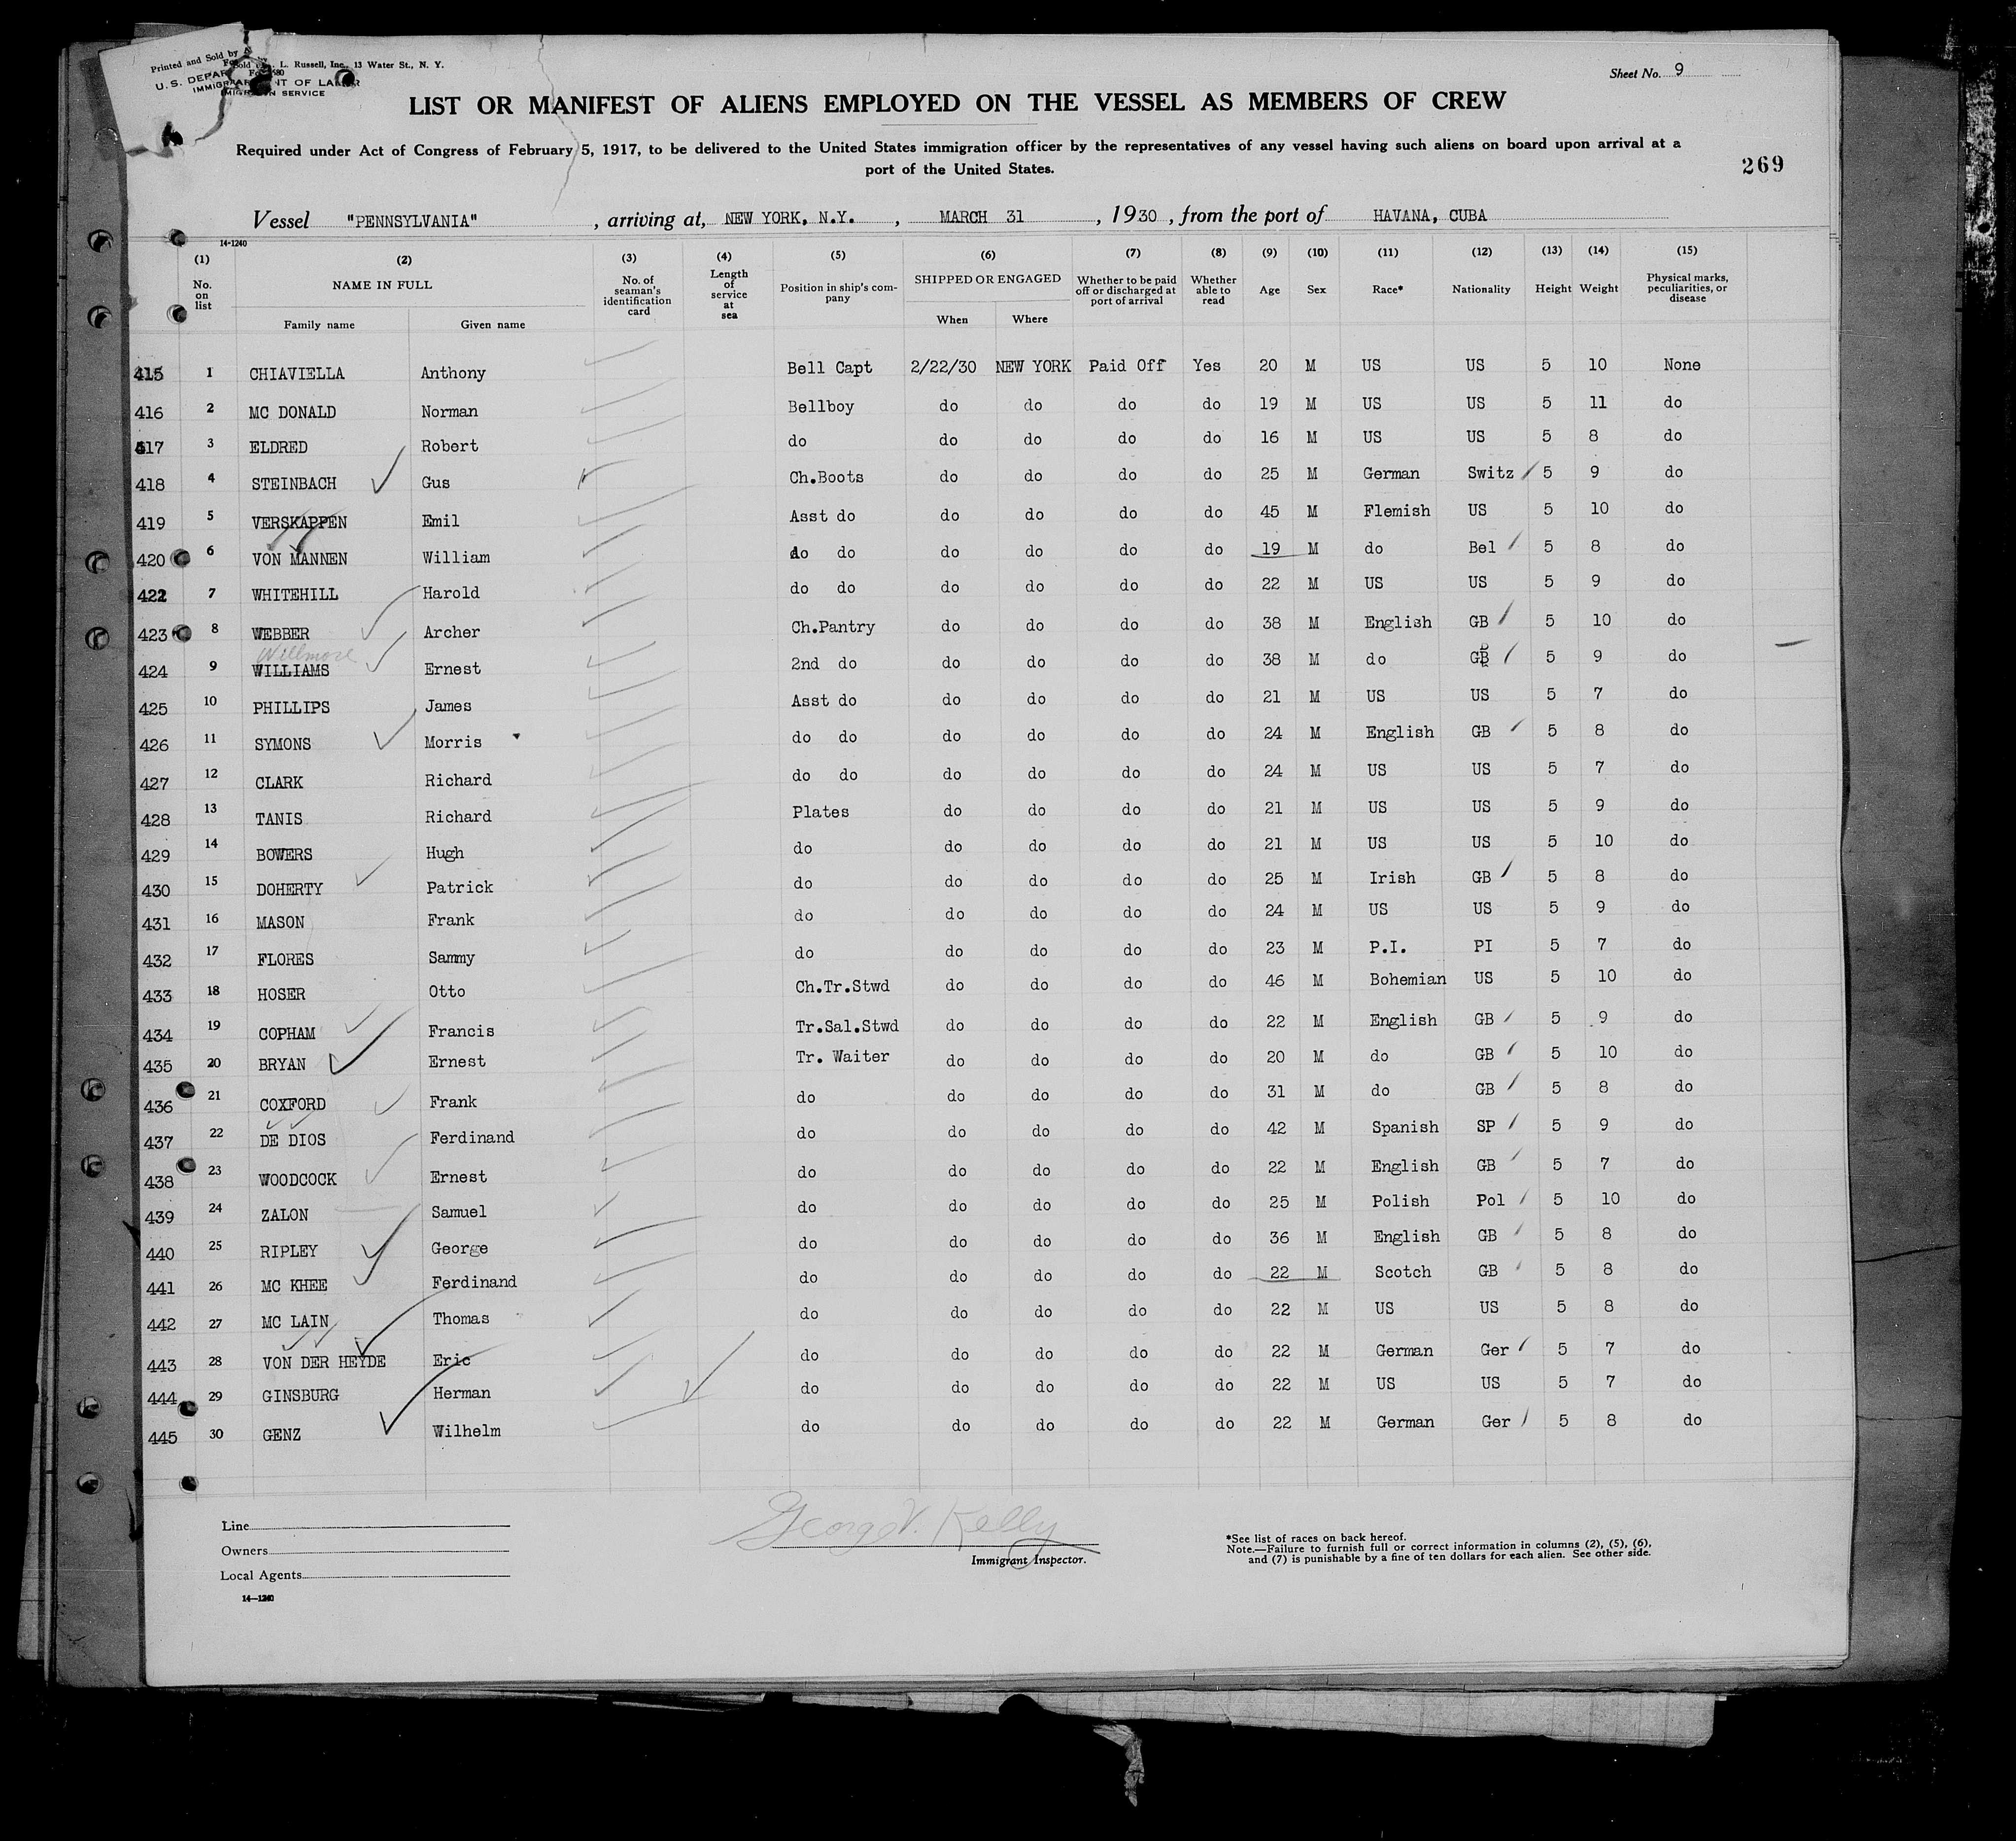 Printed and Sold by
L. Russell, Inc., 13 Water St., N. Y.
Sheet No. 9
LIST OR MANIFEST OF ALIENS EMPLOYED ON THE VESSEL AS MEMBERS OF CREW
Required under Act of Congress of February 5, 1917, to be delivered to the United States immigration officer by the representatives of any vessel having such aliens on board upon arrival at a
port of the United States.
269
Vessel "PENNSYLVANIA", arriving at, NEW YORK, N.Y., MARCH 31, 1930, from the port of HAVANA, CUBA
14-1240
(1) (2) (3) (4) (5) (6) (7) (8) (9) (10) (11) (12) (13) (14) (15)
No. on list NAME IN FULL Family name Given name No. of seaman's identification card Length of service at sea Position in ship's company SHIPPED OR ENGAGED When Where Whether to be paid off or discharged at port of arrival Whether able to read Age Sex Race* Nationality Height Weight Physical marks, peculiarities, or disease
415 1 CHIAVIELLA Anthony Bell Capt 2/22/30 NEW YORK Paid Off Yes 20 M US US 5 10 None
416 2 MC DONALD Norman Bellboy do do do do 19 M US US 5 11 do
417 3 ELDRED Robert do do do do do 16 M US US 5 8 do
418 4 STEINBACH Gus Ch.Boots do do do do 25 M German Switz 5 9 do
419 5 VERSKAPPEN Emil Asst do do do do do 45 M Flemish US 5 10 do
420 6 VON MANNEN William do do do do do do 19 M do Bel 5 8 do
422 7 WHITEHILL Harold do do do do do do 22 M US US 5 9 do
423 8 WEBBER Archer Ch.Pantry do do do do 38 M English GB 5 10 do
Willmore
424 9 WILLIAMS Ernest 2nd do do do do do 38 M do GB 5 9 do
425 10 PHILLIPS James Asst do do do do do 21 M US US 5 7 do
426 11 SYMONS Morris do do do do do do 24 M English GB 5 8 do
427 12 CLARK Richard do do do do do do 24 M US US 5 7 do
428 13 TANIS Richard Plates do do do do 21 M US US 5 9 do
429 14 BOWERS Hugh do do do do do 21 M US US 5 10 do
430 15 DOHERTY Patrick do do do do do 25 M Irish GB 5 8 do
431 16 MASON Frank do do do do do 24 M US US 5 9 do
432 17 FLORES Sammy do do do do do 23 M P.I. PI 5 7 do
433 18 HOSER Otto Ch.Tr.Stwd do do do do 46 M Bohemian US 5 10 do
434 19 COPHAM Francis Tr.Sal.Stwd do do do do 22 M English GB 5 9 do
435 20 BRYAN Ernest Tr. Waiter do do do do 20 M do GB 5 10 do
436 21 COXFORD Frank do do do do do 31 M do GB 5 8 do
437 22 DE DIOS Ferdinand do do do do do 42 M Spanish SP 5 9 do
438 23 WOODCOCK Ernest do do do do do 22 M English GB 5 7 do
439 24 ZALON Samuel do do do do do 25 M Polish Pol 5 10 do
440 25 RIPLEY George do do do do do 36 M English GB 5 8 do
441 26 MC KHEE Ferdinand do do do do do 22 M Scotch GB 5 8 do
442 27 MC LAIN Thomas do do do do do 22 M US US 5 8 do
443 28 VON DER HEYDE Eric do do do do do 22 M German Ger 5 7 do
444 29 GINSBURG Herman do do do do do 22 M US US 5 7 do
445 30 GENZ Wilhelm do do do do do 22 M German Ger 5 8 do
Line
Owners
Local Agents
14—1240
George V. Kelly
Immigrant Inspector.
*See list of races on back hereof.
Note.—Failure to furnish full or correct information in columns (2), (5), (6),
and (7) is punishable by a fine of ten dollars for each alien. See other side.